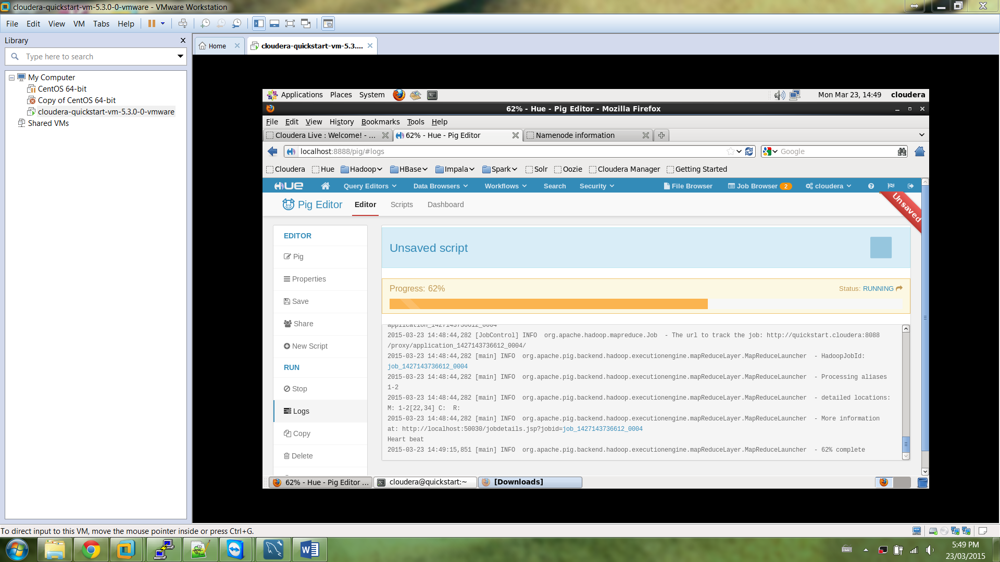 cloudera-quickstart-vm-5.3.0-0-vmware - VMware Workstation
File Edit View VM Tabs Help
Library
Type here to search
My Computer
CentOS 64-bit
Copy of CentOS 64-bit
cloudera-quickstart-vm-5.3.0-0-vmware
Shared VMs
Home
cloudera-quickstart-vm-5.3....
Applications Places System
Mon Mar 23, 14:49 cloudera
62% - Hue - Pig Editor - Mozilla Firefox
File Edit View History Bookmarks Tools Help
Cloudera Live : Welcome! - ...
62% - Hue - Pig Editor
Namenode information
localhost:8888/pig/#logs
Google
Cloudera Hue Hadoop HBase Impala Spark Solr Oozie Cloudera Manager Getting Started
HUE Query Editors Data Browsers Workflows Search Security File Browser Job Browser 2 cloudera
Pig Editor Editor Scripts Dashboard
Unsaved
EDITOR
Pig
Properties
Save
Share
New Script
RUN
Stop
Logs
Copy
Delete
Unsaved script
Progress: 62%
Status: RUNNING
application_1427143736612_0004
2015-03-23 14:48:44,282 [JobControl] INFO  org.apache.hadoop.mapreduce.Job  - The url to track the job: http://quickstart.cloudera:8088
/proxy/application_1427143736612_0004/
2015-03-23 14:48:44,282 [main] INFO  org.apache.pig.backend.hadoop.executionengine.mapReduceLayer.MapReduceLauncher  - HadoopJobId:
job_1427143736612_0004
2015-03-23 14:48:44,282 [main] INFO  org.apache.pig.backend.hadoop.executionengine.mapReduceLayer.MapReduceLauncher  - Processing aliases
1-2
2015-03-23 14:48:44,282 [main] INFO  org.apache.pig.backend.hadoop.executionengine.mapReduceLayer.MapReduceLauncher  - detailed locations:
M: 1-2[22,34] C:  R:
2015-03-23 14:48:44,282 [main] INFO  org.apache.pig.backend.hadoop.executionengine.mapReduceLayer.MapReduceLauncher  - More information
at: http://localhost:50030/jobdetails.jsp?jobid=job_1427143736612_0004
Heart beat
2015-03-23 14:49:15,851 [main] INFO  org.apache.pig.backend.hadoop.executionengine.mapReduceLayer.MapReduceLauncher  - 62% complete
62% - Hue - Pig Editor ...
cloudera@quickstart:~
[Downloads]
To direct input to this VM, move the mouse pointer inside or press Ctrl+G.
5:49 PM
23/03/2015